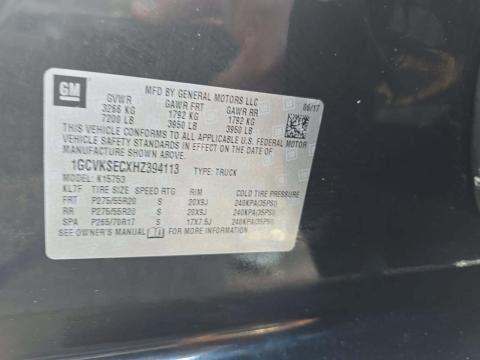 GM
MFD BY GENERAL MOTORS LLC
06/17
GVWR GAWR FRT GAWR RR
3266 KG 1792 KG 1792 KG
7200 LB 3950 LB 3950 LB
THIS VEHICLE CONFORMS TO ALL APPLICABLE U.S. FEDERAL
MOTOR VEHICLE SAFETY STANDARDS IN EFFECT ON THE DATE OF
MANUFACTURE SHOWN ABOVE.
1GCVKSECXHZ394113 TYPE: TRUCK
MODEL: K15753
KL7F TIRE SIZE SPEED RTG RIM COLD TIRE PRESSURE
FRT P275/55R20 S 20X9J 240KPA(35PSI)
RR P275/55R20 S 20X9J 240KPA(35PSI)
SPA P265/70R17 S 17X7.5J 240KPA(35PSI)
SEE OWNER'S MANUAL FOR ADDITIONAL INFORMATION.